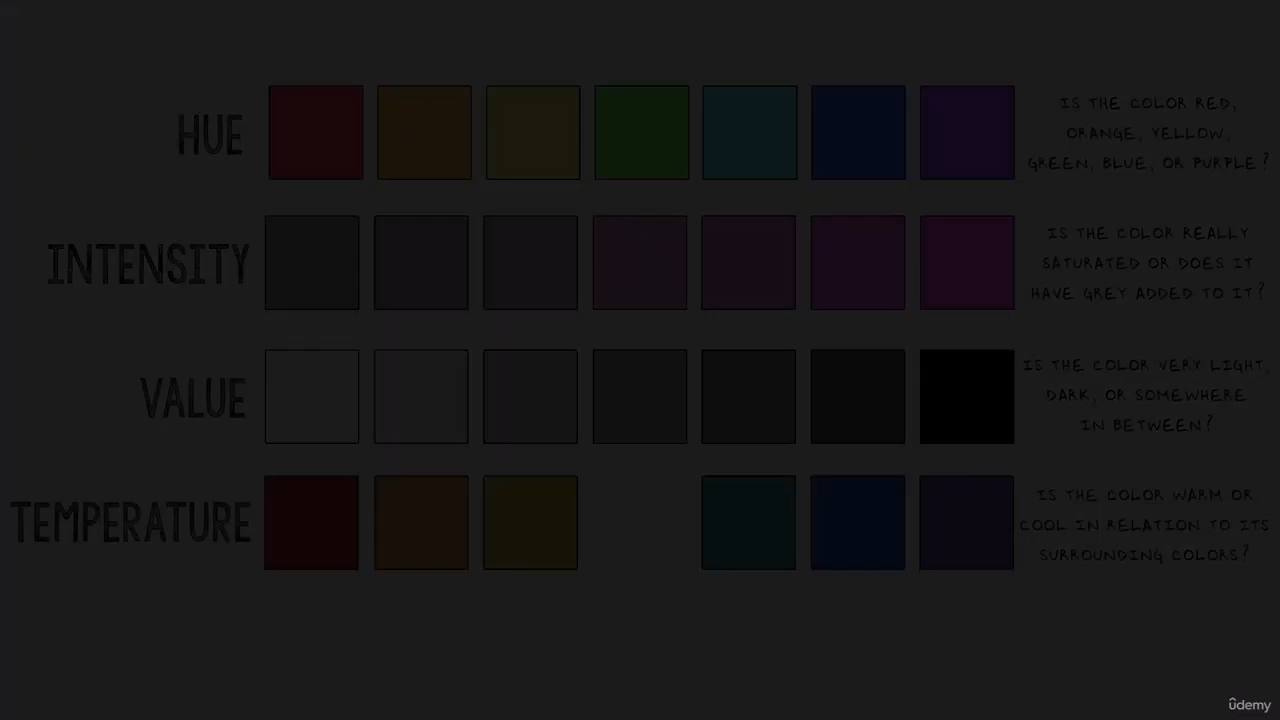 HUE
IS THE COLOR RED,
ORANGE, YELLOW,
GREEN, BLUE, OR PURPLE?
INTENSITY
IS THE COLOR REALLY
SATURATED OR DOES IT
HAVE GREY ADDED TO IT?
VALUE
IS THE COLOR VERY LIGHT,
DARK, OR SOMEWHERE
IN BETWEEN?
TEMPERATURE
IS THE COLOR WARM OR
COOL IN RELATION TO ITS
SURROUNDING COLORS?
ûdemy